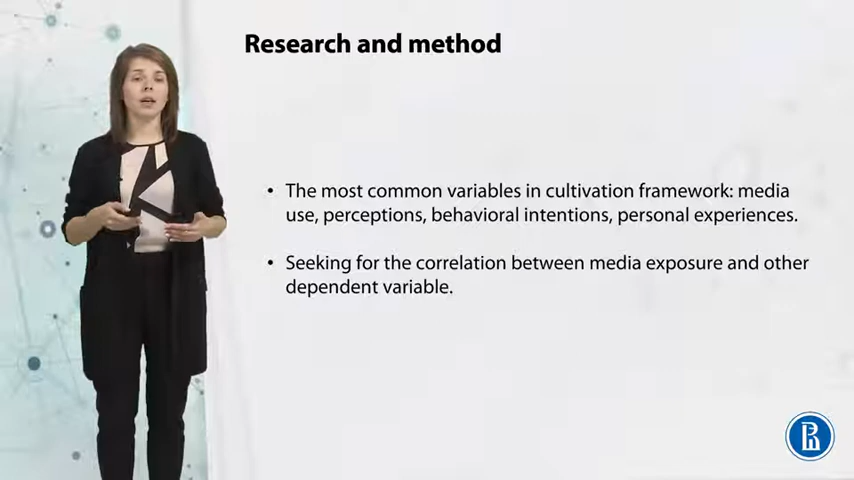 Research and method
• The most common variables in cultivation framework: media
use, perceptions, behavioral intentions, personal experiences.
• Seeking for the correlation between media exposure and other
dependent variable.